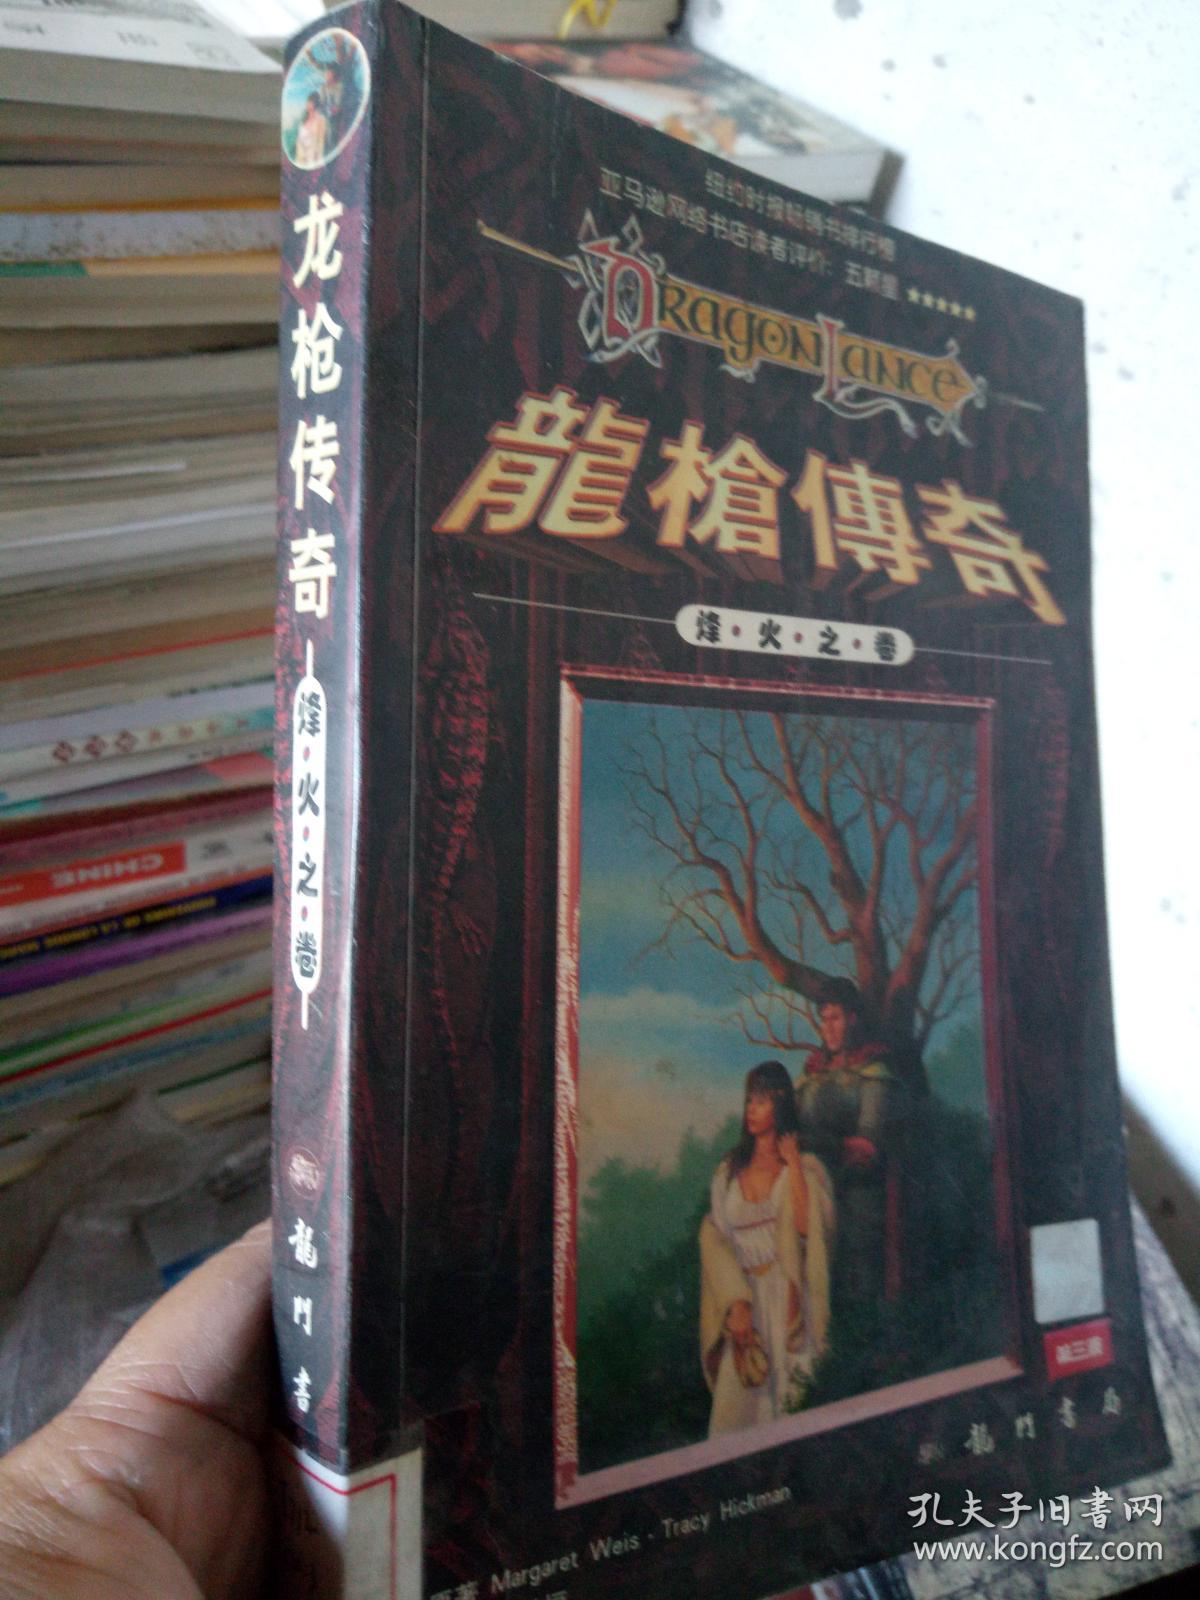 纽约时报畅销书排行榜
亚马逊网络书店读者评价：五颗星 ★★★★★
DRAGONLANCE
龍槍傳奇
烽·火·之·卷
第三波
龍門書局
原著 Margaret Weis · Tracy Hickman
龙枪传奇
烽·火·之·卷
龍門書
CHINE
孔夫子旧書网
www.kongfz.com